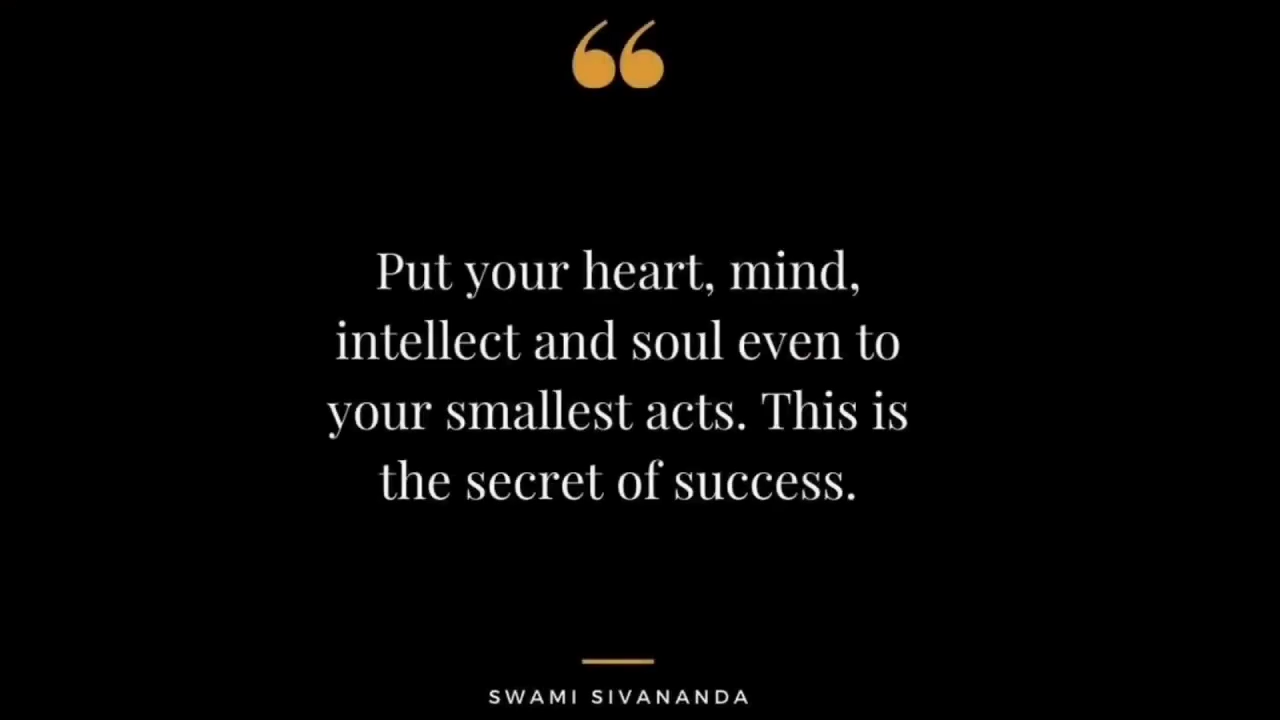 ❝
Put your heart, mind,
intellect and soul even to
your smallest acts. This is
the secret of success.
SWAMI SIVANANDA